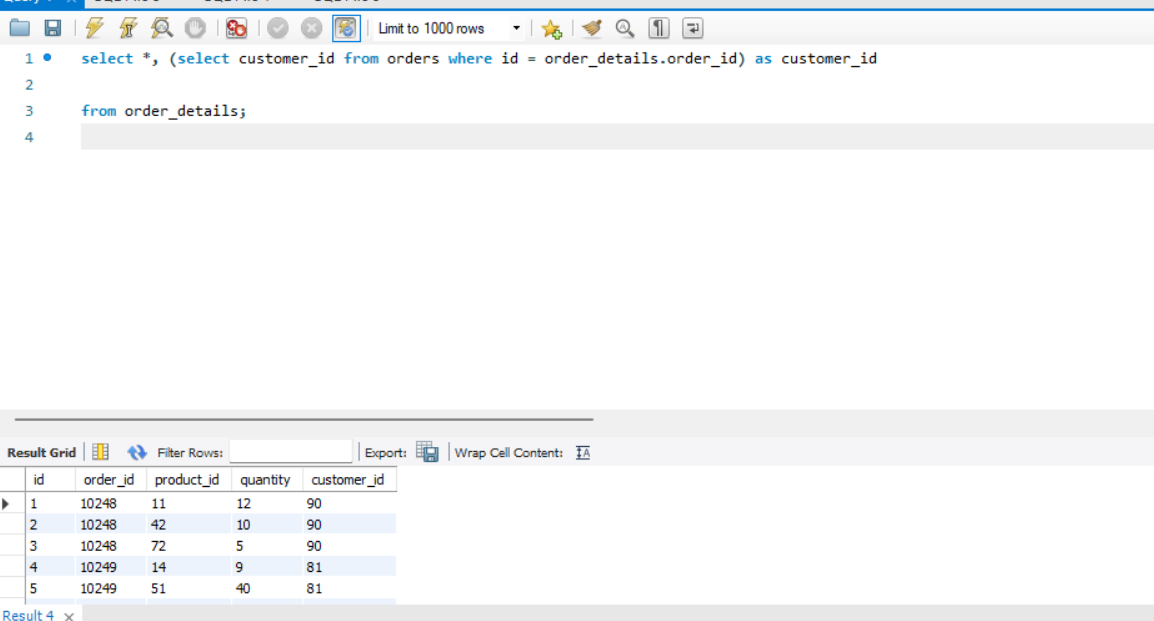 Limit to 1000 rows
1 select *, (select customer_id from orders where id = order_details.order_id) as customer_id
2
3 from order_details;
4
Result Grid Filter Rows: Export: Wrap Cell Content: IA
id order_id product_id quantity customer_id
1 10248 11 12 90
2 10248 42 10 90
3 10248 72 5 90
4 10249 14 9 81
5 10249 51 40 81
Result 4 ×